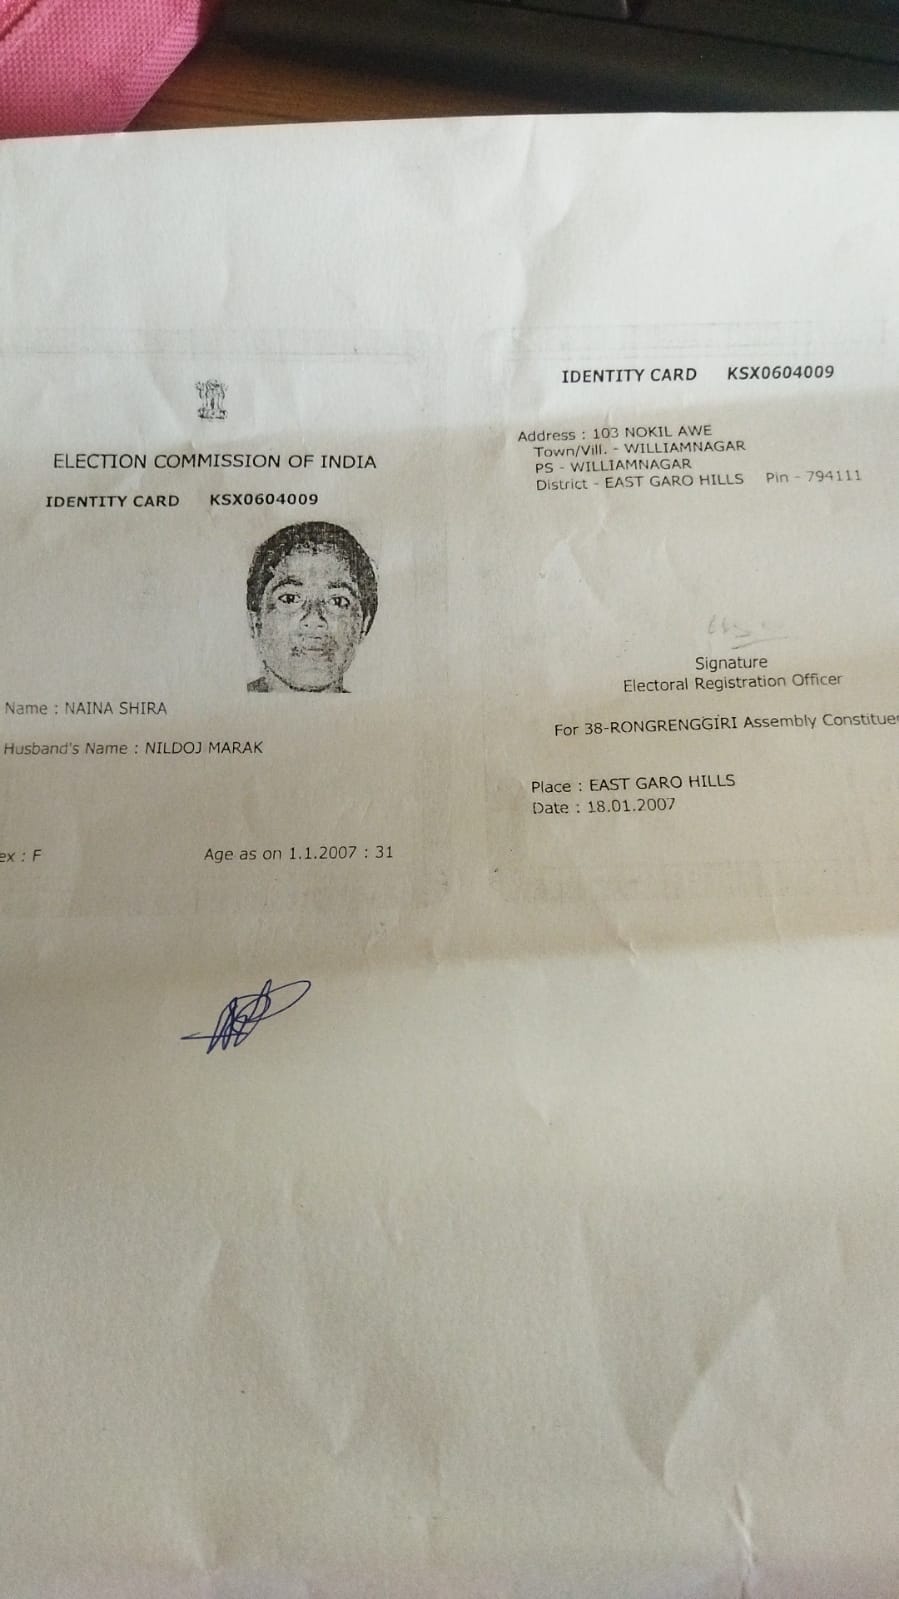 ELECTION COMMISSION OF INDIA
IDENTITY CARD KSX0604009
Name : NAINA SHIRA
Husband's Name : NILDOJ MARAK
ex : F Age as on 1.1.2007 : 31
IDENTITY CARD KSX0604009
Address : 103 NOKIL AWE
Town/Vill. - WILLIAMNAGAR
PS - WILLIAMNAGAR
District - EAST GARO HILLS Pin - 794111
Signature
Electoral Registration Officer
For 38-RONGRENGGIRI Assembly Constitue
Place : EAST GARO HILLS
Date : 18.01.2007